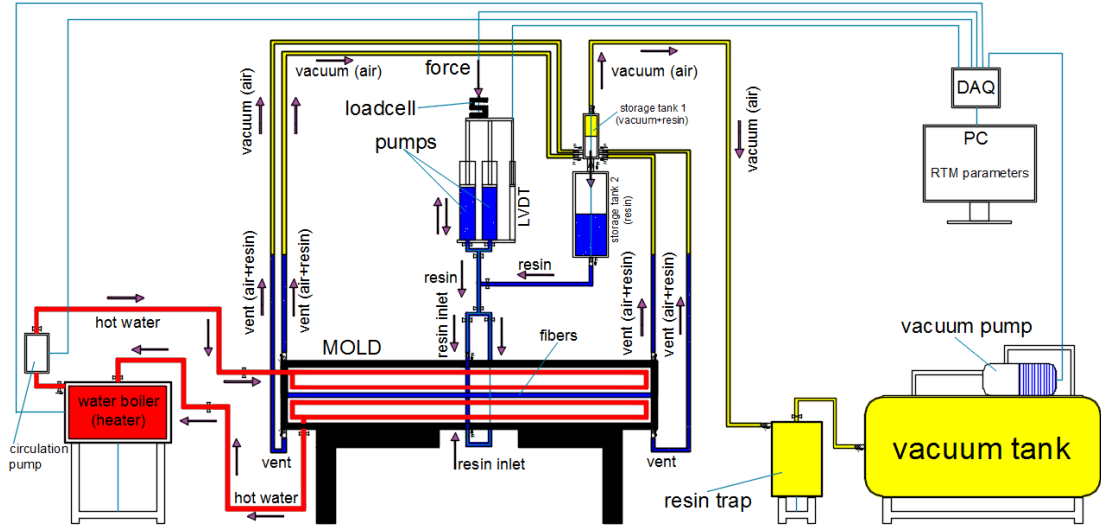 force
loadcell
pumps
LVDT
vacuum (air)
vacuum (air)
vacuum (air)
vacuum (air)
storage tank 1
(vacuum+resin)
storage tank 2
(resin)
DAQ
PC
RTM parameters
vent (air+resin)
vent (air+resin)
vent (air+resin)
vent (air+resin)
resin
resin
resin inlet
hot water
MOLD
fibers
vacuum pump
water boiler
(heater)
circulation
pump
vent
resin inlet
vent
hot water
resin trap
vacuum tank